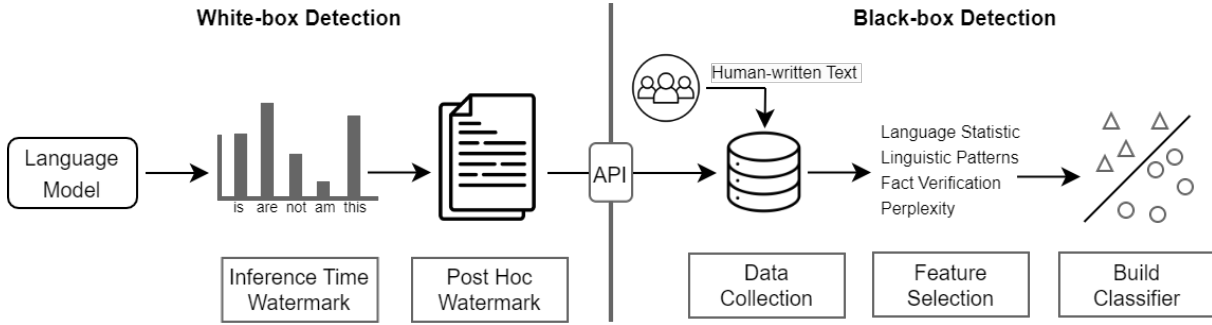 White-box Detection
Black-box Detection
Human-written Text
Language
Model
is are not am this
API
Language Statistic
Linguistic Patterns
Fact Verification
Perplexity
Inference Time
Watermark
Post Hoc
Watermark
Data
Collection
Feature
Selection
Build
Classifier